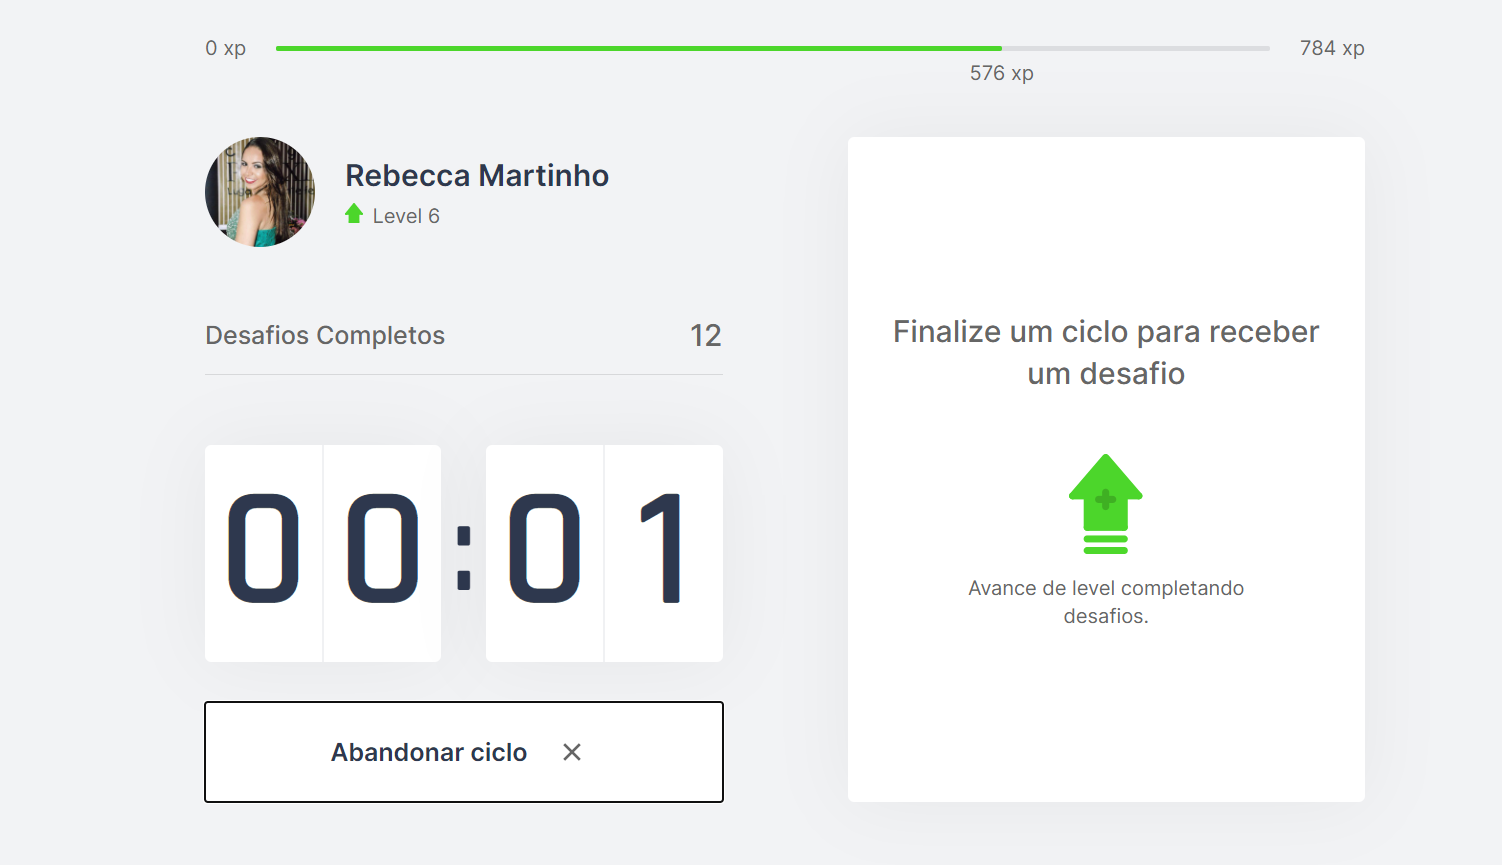 0 xp
784 xp
576 xp
Rebecca Martinho
Level 6
Desafios Completos
12
00:01
Abandonar ciclo
Finalize um ciclo para receber
um desafio
Avance de level completando
desafios.